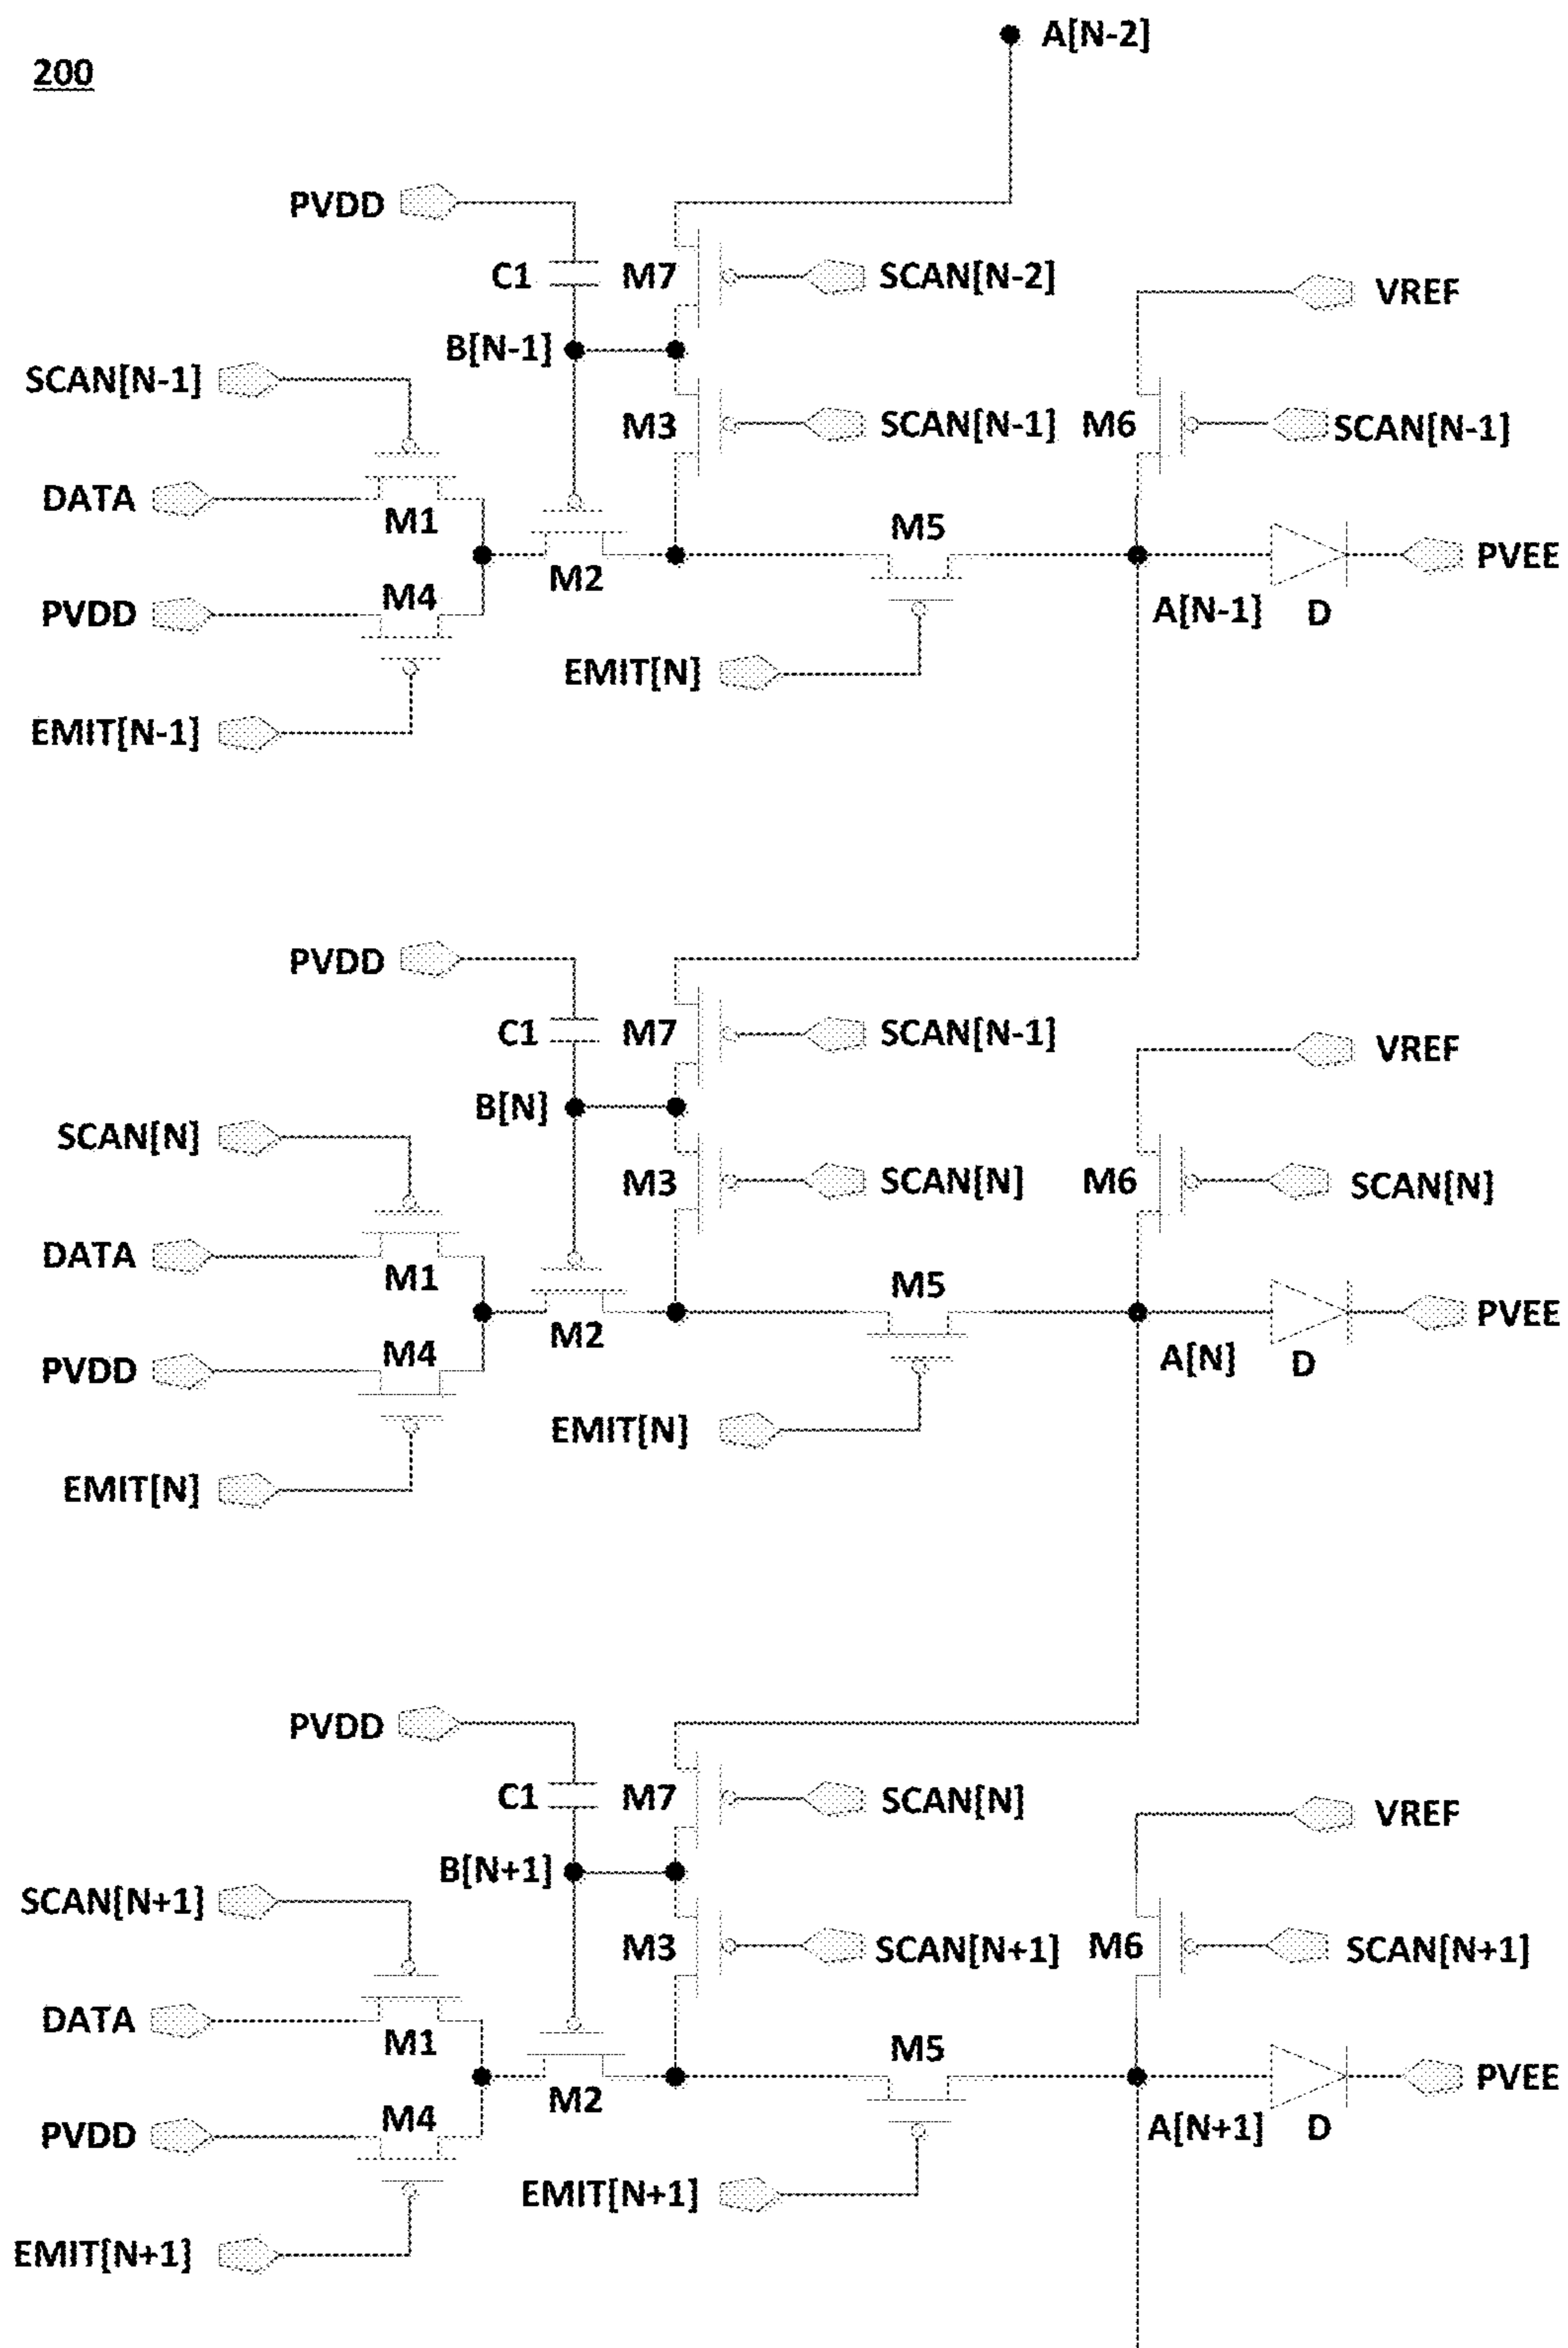 A[N-2]
200
PVDD
C1 M7 SCAN[N-2] VREF
B[N-1]
SCAN[N-1]
M3 SCAN[N-1] M6 SCAN[N-1]
DATA M1 M5
M2 PVEE
PVDD M4 A[N-1] D
EMIT[N]
EMIT[N-1]
PVDD
C1 M7 SCAN[N-1] VREF
B[N]
SCAN[N]
M3 SCAN[N] M6 SCAN[N]
DATA M1 M5
M2 PVEE
PVDD M4 A[N] D
EMIT[N]
EMIT[N]
PVDD
C1 M7 SCAN[N] VREF
B[N+1]
SCAN[N+1]
M3 SCAN[N+1] M6 SCAN[N+1]
DATA M1 M5
M2 PVEE
PVDD M4 A[N+1] D
EMIT[N+1]
EMIT[N+1]